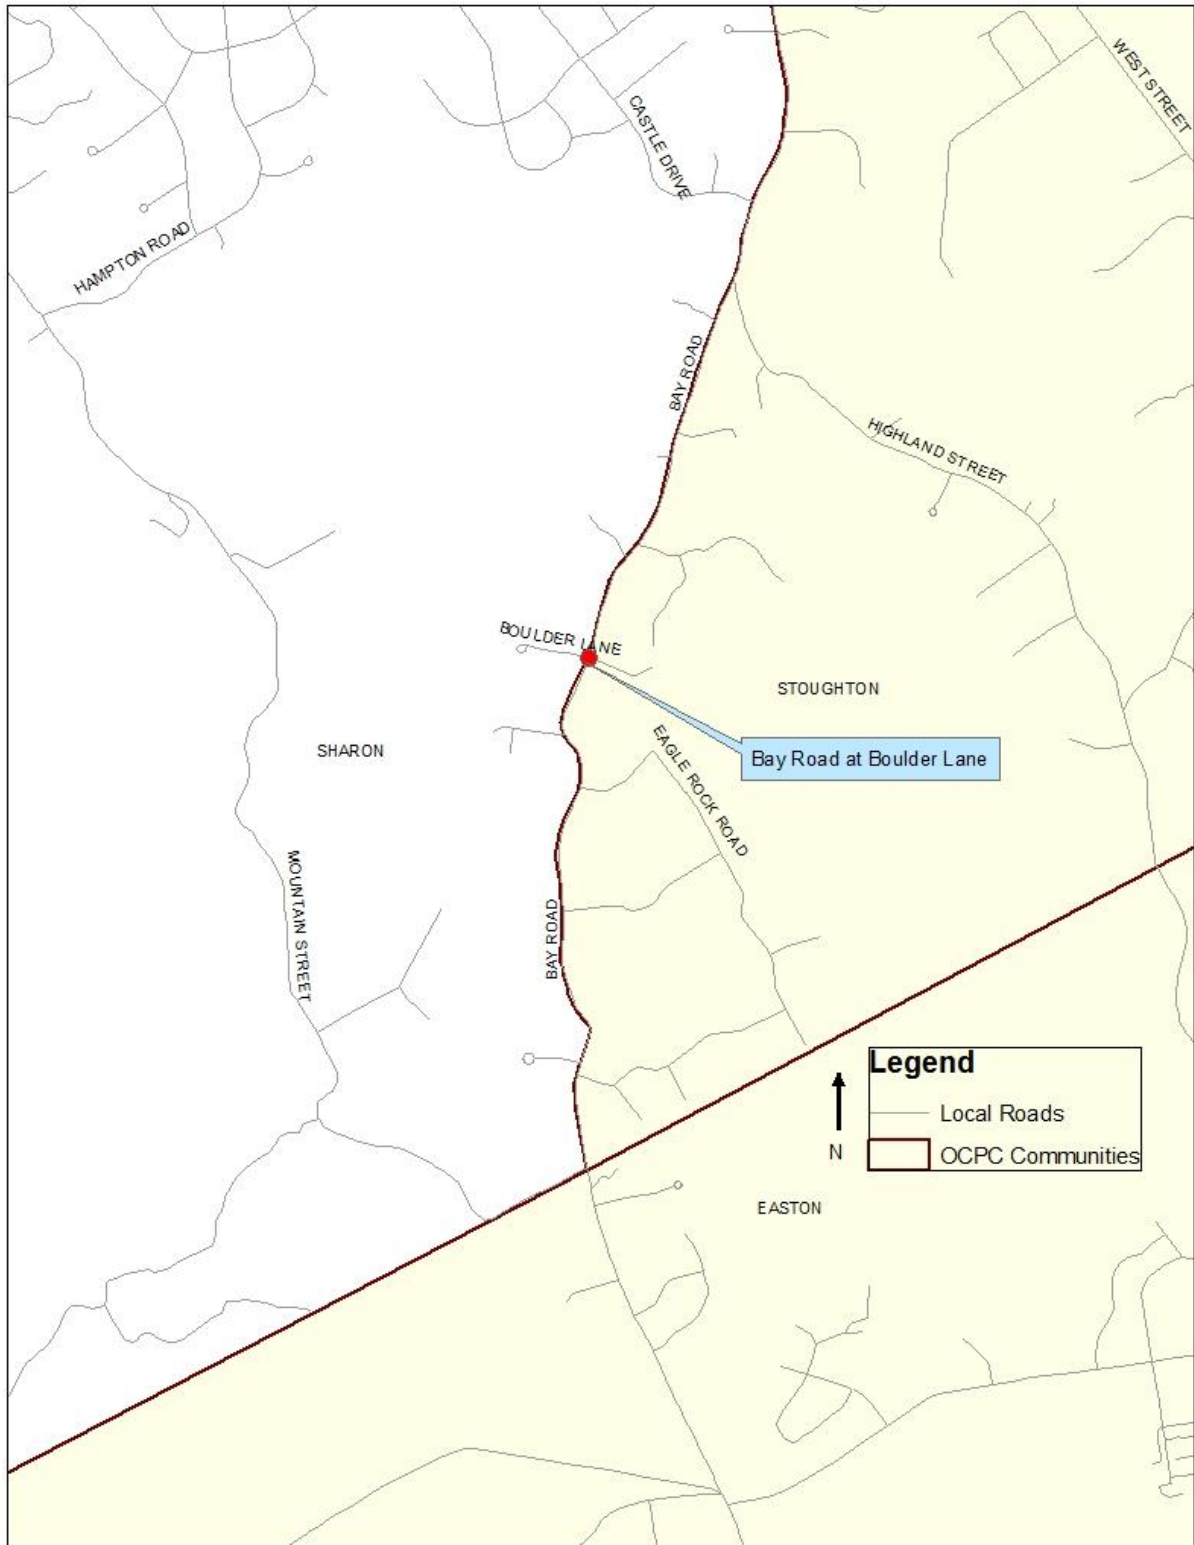 WEST STREET
CASTLE DRIVE
HAMPTON ROAD
BAY ROAD
HIGHLAND STREET
BOULDER LANE
STOUGHTON
SHARON
EAGLE ROCK ROAD
Bay Road at Boulder Lane
MOUNTAIN STREET
BAY ROAD
Legend
Local Roads
N
OCPC Communities
EASTON